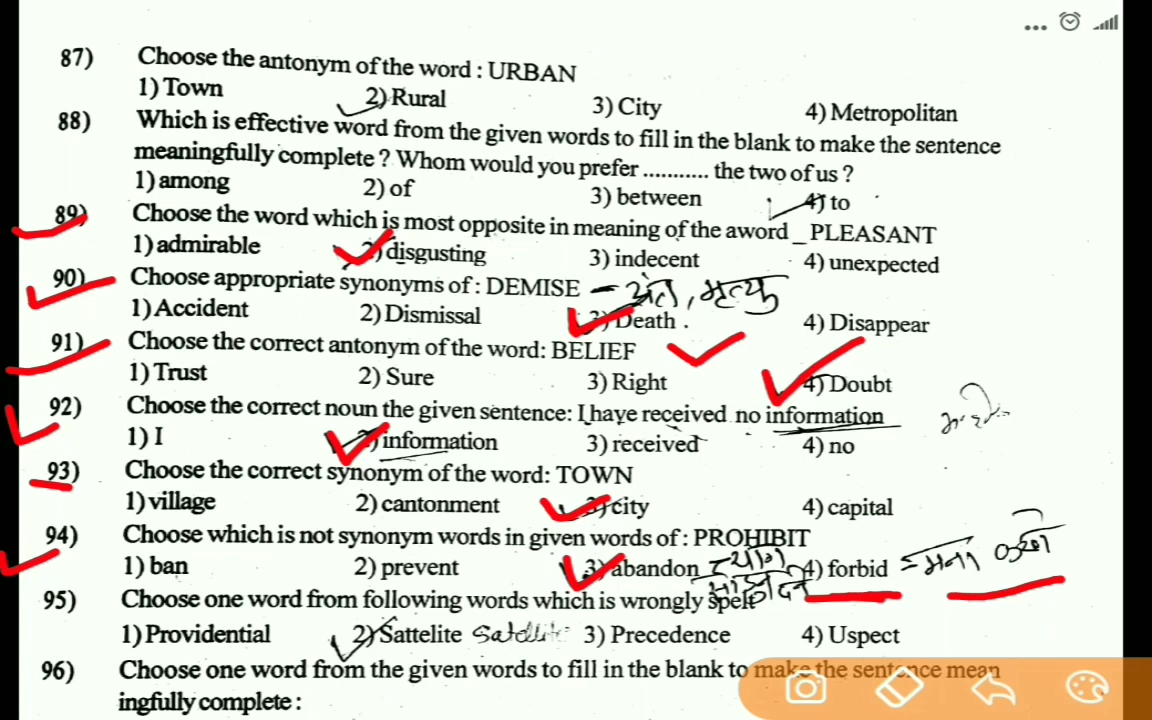 87) Choose the antonym of the word : URBAN
1) Town 2) Rural 3) City 4) Metropolitan
88) Which is effective word from the given words to fill in the blank to make the sentence
meaningfully complete ? Whom would you prefer ........... the two of us ?
1) among 2) of 3) between 4) to
89) Choose the word which is most opposite in meaning of the aword _ PLEASANT
1) admirable 2) disgusting 3) indecent 4) unexpected
90) Choose appropriate synonyms of : DEMISE – अंत, मृत्यु
1) Accident 2) Dismissal 3) Death . 4) Disappear
91) Choose the correct antonym of the word: BELIEF
1) Trust 2) Sure 3) Right 4) Doubt
92) Choose the correct noun the given sentence: I have received no information
1) I 2) information 3) received 4) no
93) Choose the correct synonym of the word: TOWN
1) village 2) cantonment 3) city 4) capital
94) Choose which is not synonym words in given words of : PROHIBIT
1) ban 2) prevent 3) abandon 4) forbid = मना
95) Choose one word from following words which is wrongly spelt
1) Providential 2) Sattelite 3) Precedence 4) Uspect
96) Choose one word from the given words to fill in the blank to make the sentence mean
ingfully complete :